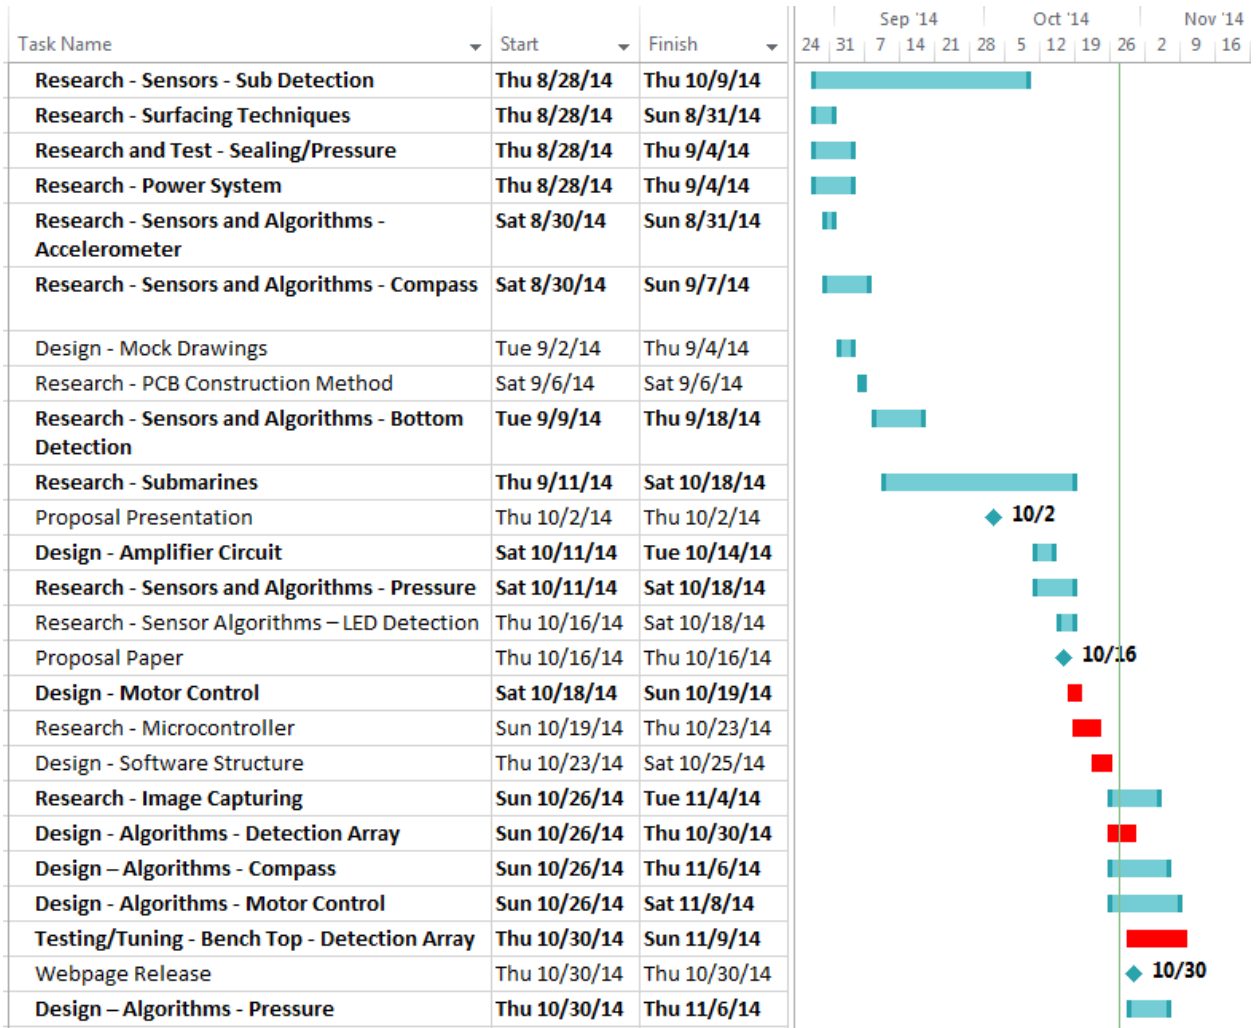 Sep '14 Oct '14 Nov '14
Task Name Start Finish 24 31 7 14 21 28 5 12 19 26 2 9 16
Research - Sensors - Sub Detection Thu 8/28/14 Thu 10/9/14
Research - Surfacing Techniques Thu 8/28/14 Sun 8/31/14
Research and Test - Sealing/Pressure Thu 8/28/14 Thu 9/4/14
Research - Power System Thu 8/28/14 Thu 9/4/14
Research - Sensors and Algorithms - Sat 8/30/14 Sun 8/31/14
Accelerometer
Research - Sensors and Algorithms - Compass Sat 8/30/14 Sun 9/7/14
Design - Mock Drawings Tue 9/2/14 Thu 9/4/14
Research - PCB Construction Method Sat 9/6/14 Sat 9/6/14
Research - Sensors and Algorithms - Bottom Tue 9/9/14 Thu 9/18/14
Detection
Research - Submarines Thu 9/11/14 Sat 10/18/14
Proposal Presentation Thu 10/2/14 Thu 10/2/14 10/2
Design - Amplifier Circuit Sat 10/11/14 Tue 10/14/14
Research - Sensors and Algorithms - Pressure Sat 10/11/14 Sat 10/18/14
Research - Sensor Algorithms – LED Detection Thu 10/16/14 Sat 10/18/14
Proposal Paper Thu 10/16/14 Thu 10/16/14 10/16
Design - Motor Control Sat 10/18/14 Sun 10/19/14
Research - Microcontroller Sun 10/19/14 Thu 10/23/14
Design - Software Structure Thu 10/23/14 Sat 10/25/14
Research - Image Capturing Sun 10/26/14 Tue 11/4/14
Design - Algorithms - Detection Array Sun 10/26/14 Thu 10/30/14
Design – Algorithms - Compass Sun 10/26/14 Thu 11/6/14
Design - Algorithms - Motor Control Sun 10/26/14 Sat 11/8/14
Testing/Tuning - Bench Top - Detection Array Thu 10/30/14 Sun 11/9/14
Webpage Release Thu 10/30/14 Thu 10/30/14 10/30
Design – Algorithms - Pressure Thu 10/30/14 Thu 11/6/14